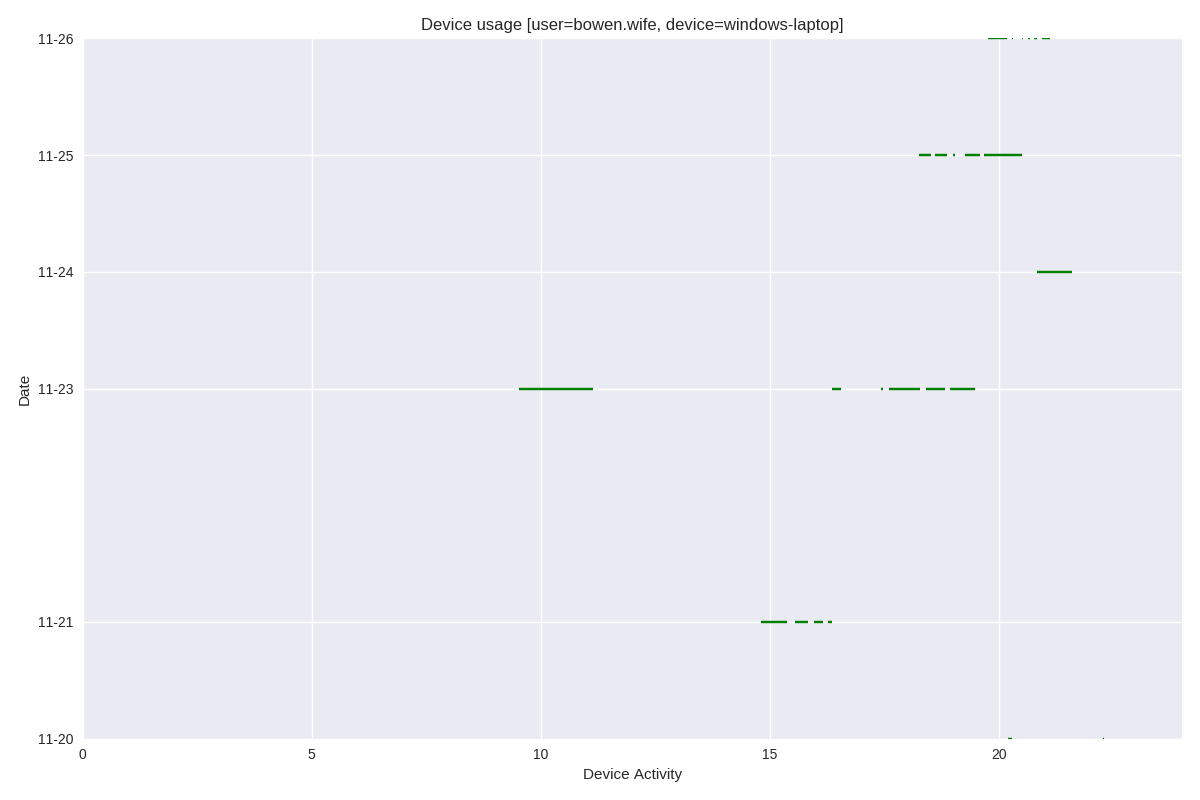 Device usage [user=bowen.wife, device=windows-laptop]
11-26
11-25
11-24
11-23
11-21
11-20
Date
0 5 10 15 20
Device Activity